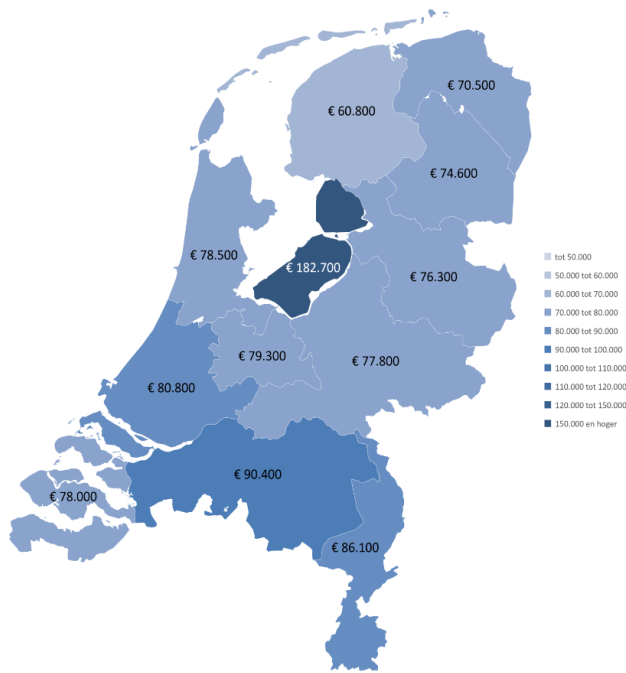 € 70.500
€ 60.800
€ 74.600
€ 78.500
€ 182.700
€ 76.300
€ 79.300
€ 77.800
€ 80.800
€ 90.400
€ 78.000
€ 86.100
tot 50.000
50.000 tot 60.000
60.000 tot 70.000
70.000 tot 80.000
80.000 tot 90.000
90.000 tot 100.000
100.000 tot 110.000
110.000 tot 120.000
120.000 tot 150.000
150.000 en hoger